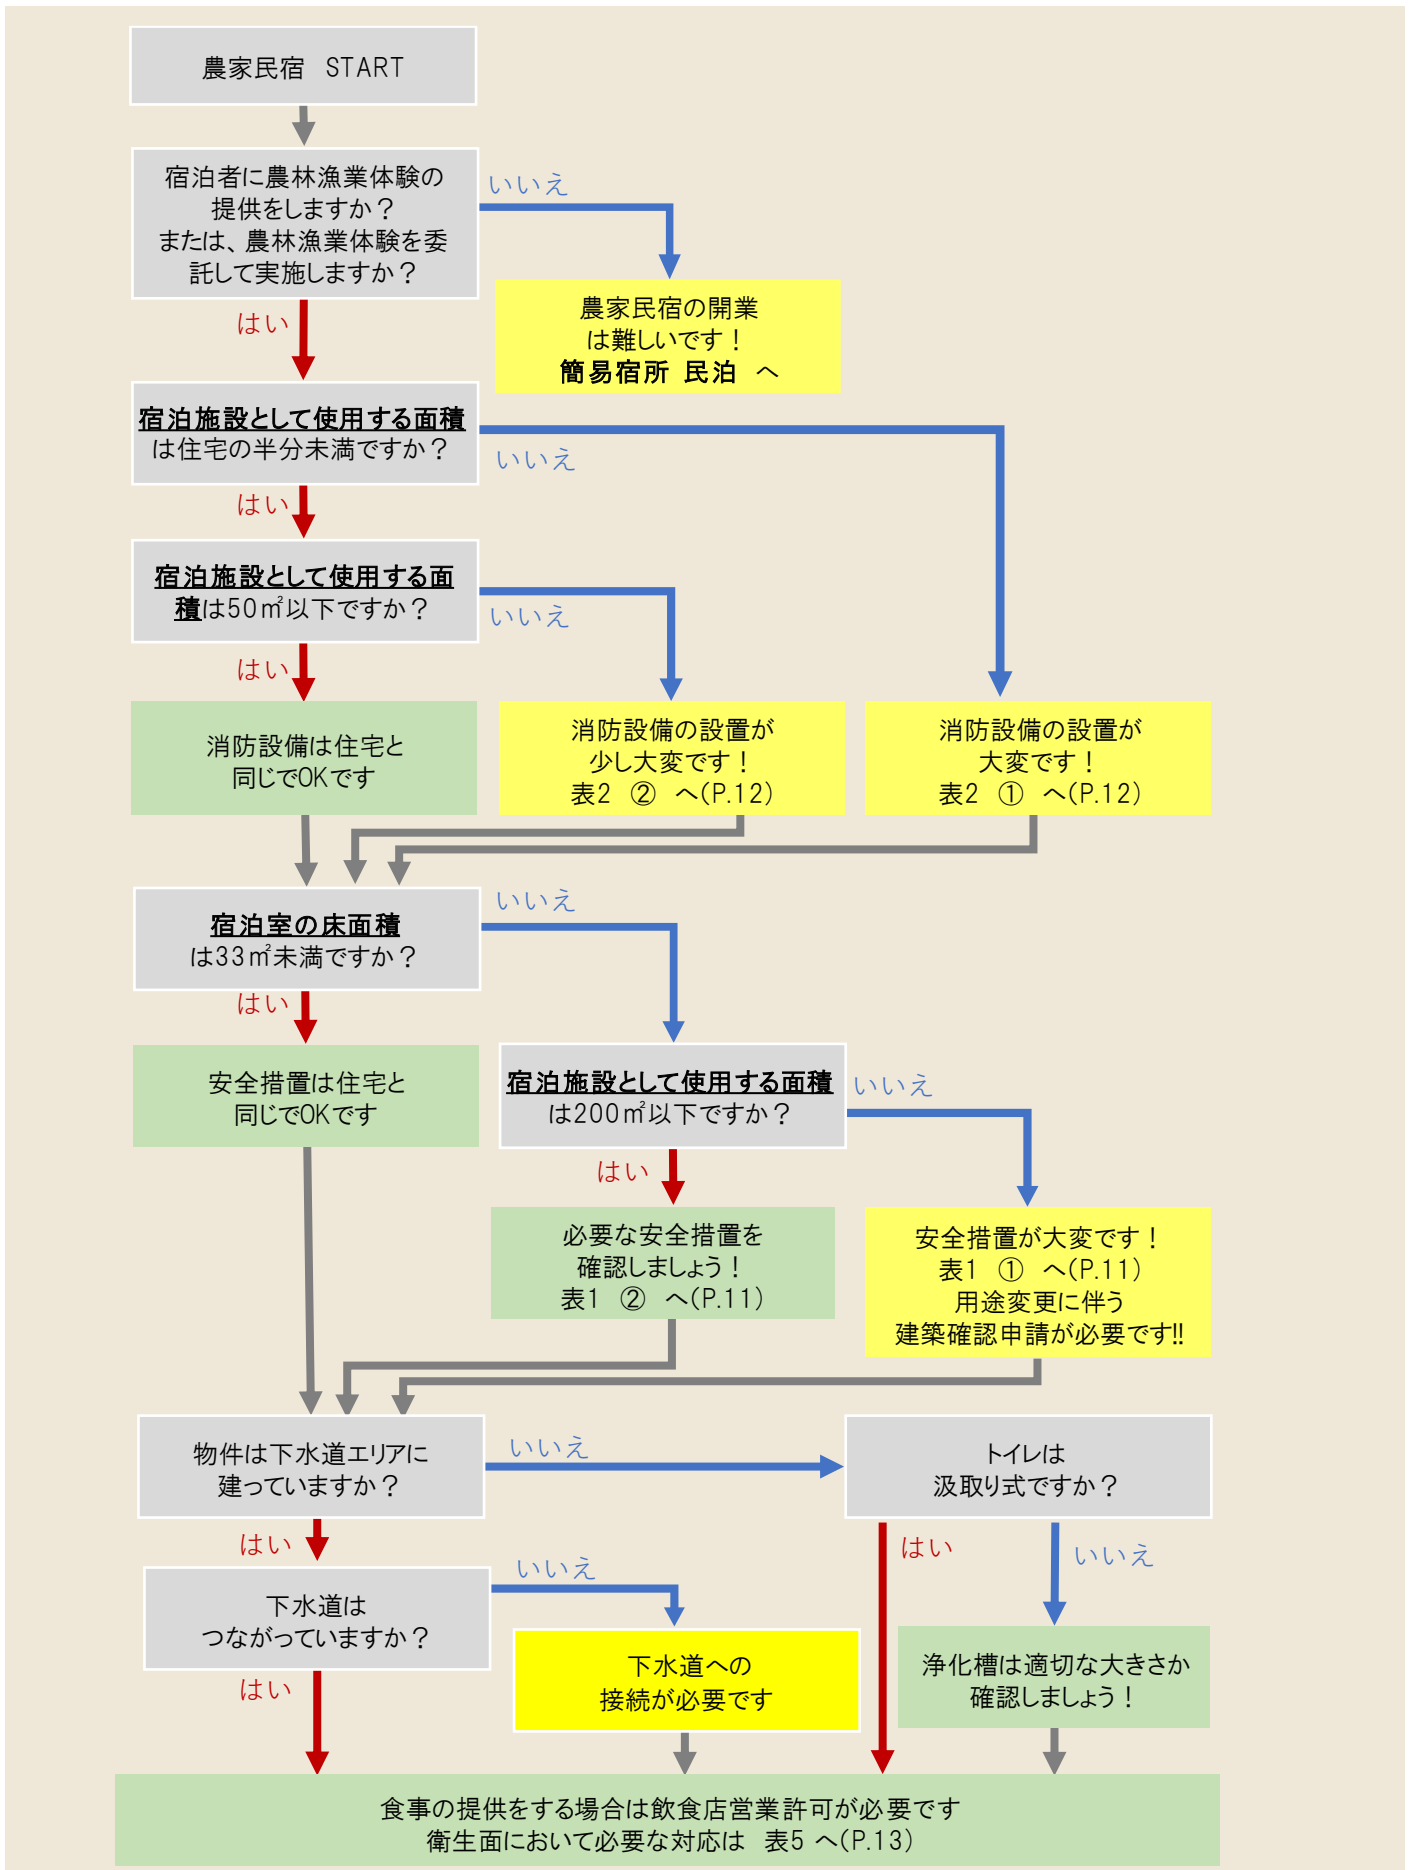 農家民宿　START
宿泊者に農林漁業体験の
提供をしますか？
または、農林漁業体験を委
託して実施しますか？
いいえ
はい
農家民宿の開業
は難しいです！
簡易宿所 民泊 へ
宿泊施設として使用する面積
は住宅の半分未満ですか？
いいえ
はい
宿泊施設として使用する面
積は50㎡以下ですか？
いいえ
はい
消防設備は住宅と
同じでOKです
消防設備の設置が
少し大変です！
表2　②　へ(P.12)
消防設備の設置が
大変です！
表2　①　へ(P.12)
宿泊室の床面積
は33㎡未満ですか？
いいえ
はい
安全措置は住宅と
同じでOKです
宿泊施設として使用する面積
は200㎡以下ですか？
いいえ
はい
必要な安全措置を
確認しましょう！
表1　②　へ(P.11)
安全措置が大変です！
表1　①　へ(P.11)
用途変更に伴う
建築確認申請が必要です!!
物件は下水道エリアに
建っていますか？
いいえ
はい
トイレは
汲取り式ですか？
はい
いいえ
下水道は
つながっていますか？
いいえ
はい
下水道への
接続が必要です
浄化槽は適切な大きさか
確認しましょう！
食事の提供をする場合は飲食店営業許可が必要です
衛生面において必要な対応は　表5 へ(P.13)